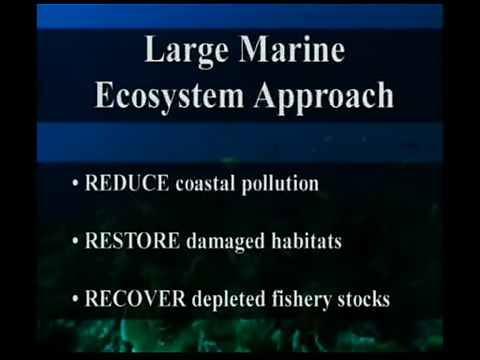 Large Marine
Ecosystem Approach
• REDUCE coastal pollution
• RESTORE damaged habitats
• RECOVER depleted fishery stocks